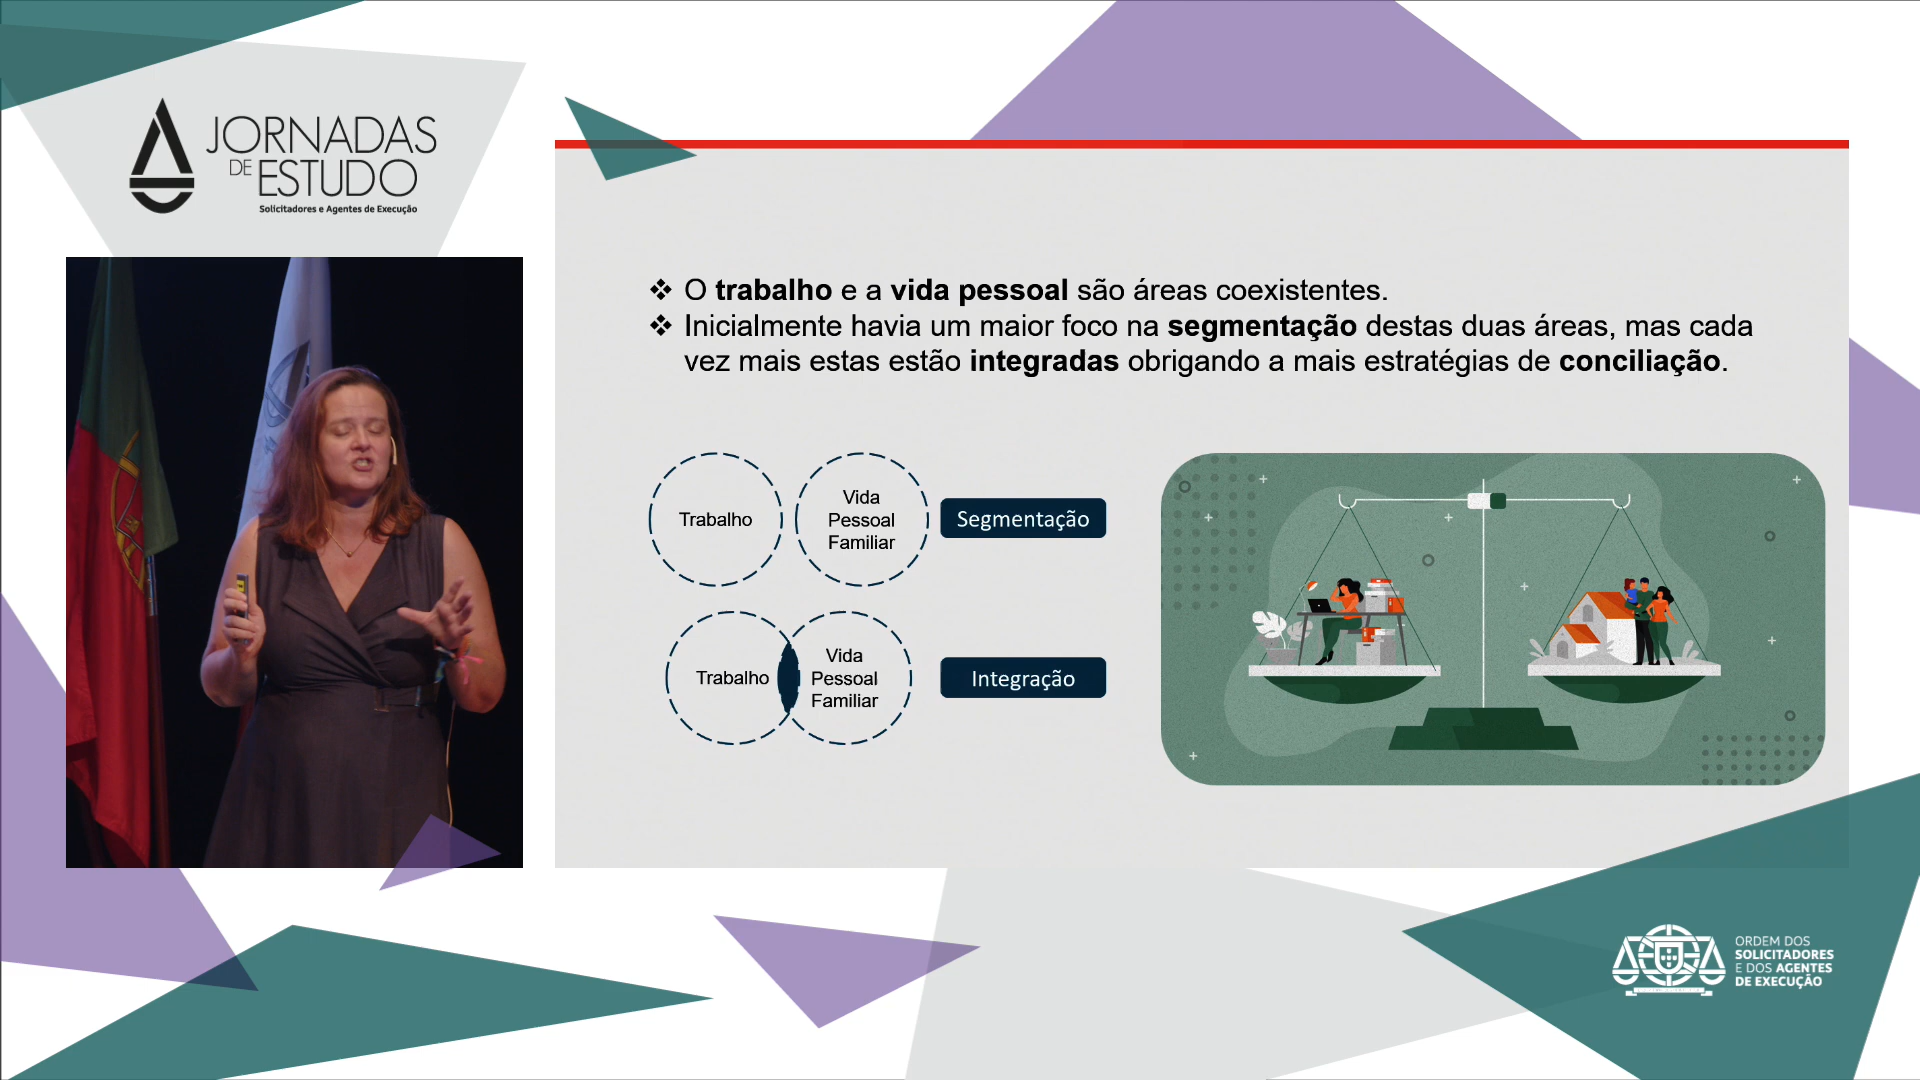 JORNADAS
DE ESTUDO
Solicitadores e Agentes de Execução
❖ O trabalho e a vida pessoal são áreas coexistentes.
❖ Inicialmente havia um maior foco na segmentação destas duas áreas, mas cada
vez mais estas estão integradas obrigando a mais estratégias de conciliação.
Trabalho
Vida
Pessoal
Familiar
Segmentação
Trabalho
Vida
Pessoal
Familiar
Integração
ORDEM DOS
SOLICITADORES
E DOS AGENTES
DE EXECUÇÃO